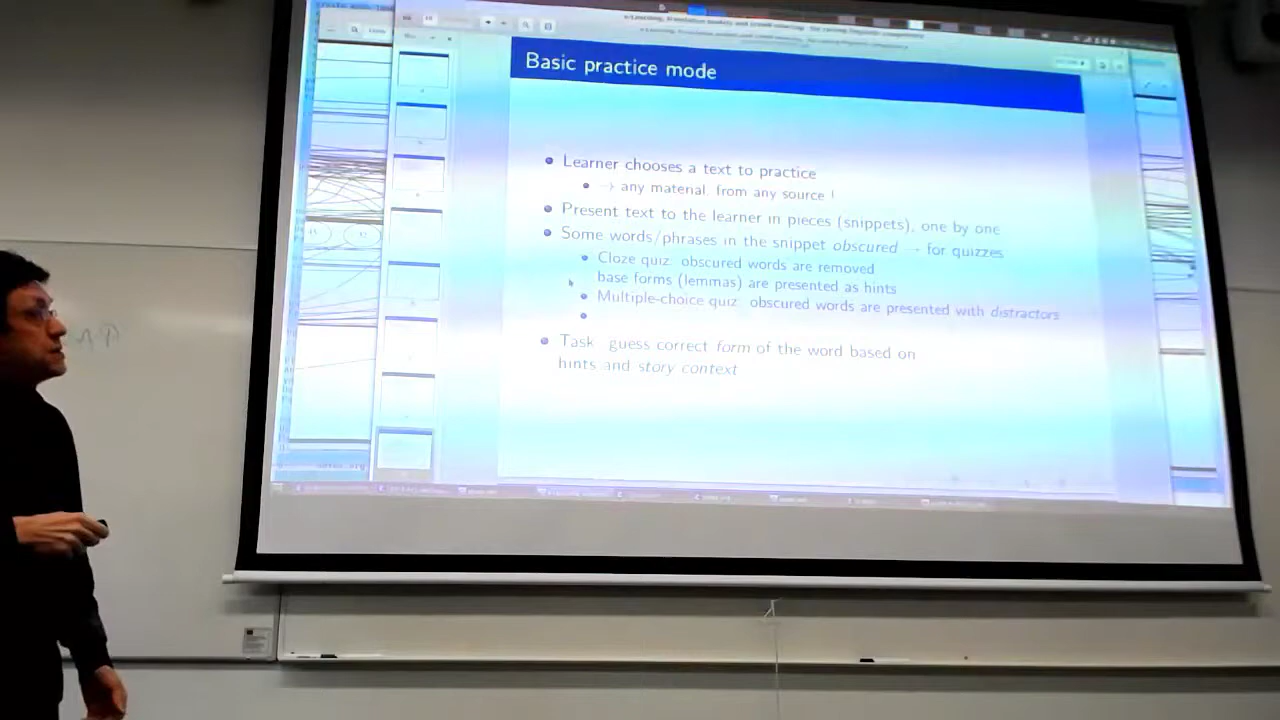 Basic practice mode
Learner chooses a text to practice
→ any material, from any source !
Present text to the learner in pieces (snippets), one by one
Some words/phrases in the snippet obscured → for quizzes
Cloze quiz: obscured words are removed
base forms (lemmas) are presented as hints
Multiple-choice quiz: obscured words are presented with distractors
Task: guess correct form of the word based on
hints and story context